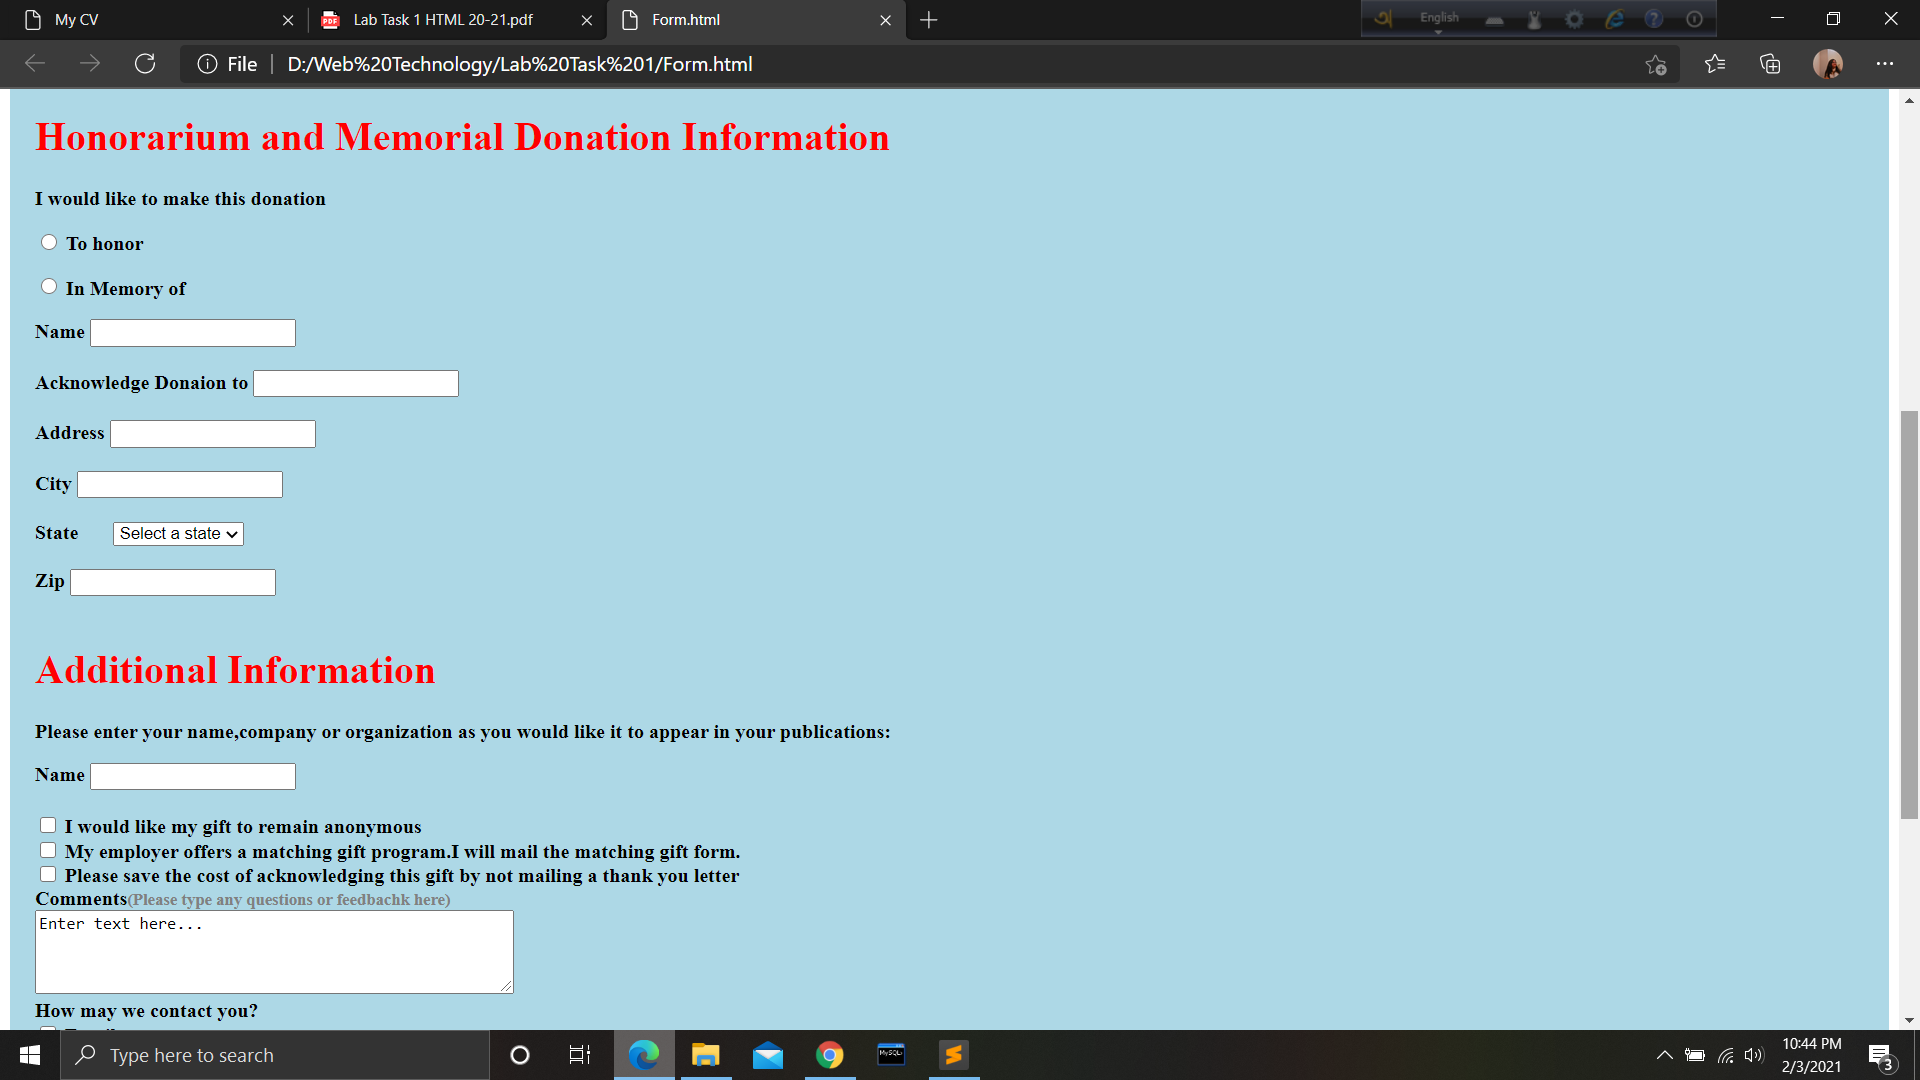 My CV
Lab Task 1 HTML 20-21.pdf
Form.html
English
File
D:/Web%20Technology/Lab%20Task%201/Form.html
Honorarium and Memorial Donation Information
I would like to make this donation
To honor
In Memory of
Name
Acknowledge Donaion to
Address
City
State Select a state
Zip
Additional Information
Please enter your name,company or organization as you would like it to appear in your publications:
Name
I would like my gift to remain anonymous
My employer offers a matching gift program.I will mail the matching gift form.
Please save the cost of acknowledging this gift by not mailing a thank you letter
Comments(Please type any questions or feedbachk here)
Enter text here...
How may we contact you?
Type here to search
10:44 PM
2/3/2021
3